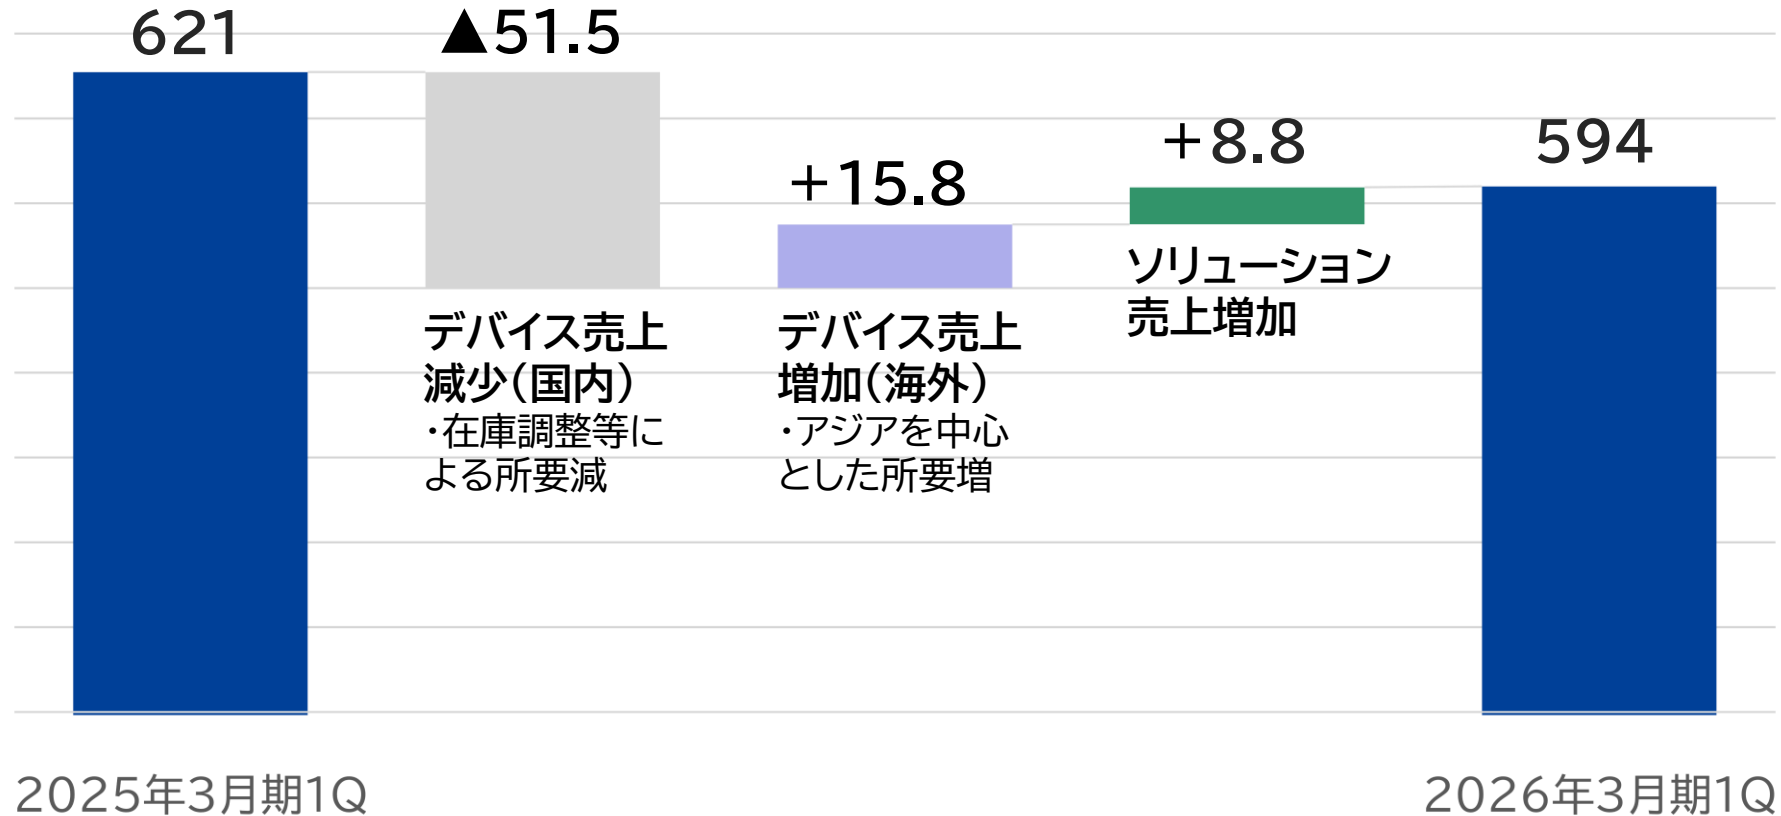 621
▲51.5
+15.8
+8.8
594
デバイス売上
減少(国内)
・在庫調整等に
よる所要減
デバイス売上
増加(海外)
・アジアを中心
とした所要増
ソリューション
売上増加
2025年3月期1Q
2026年3月期1Q